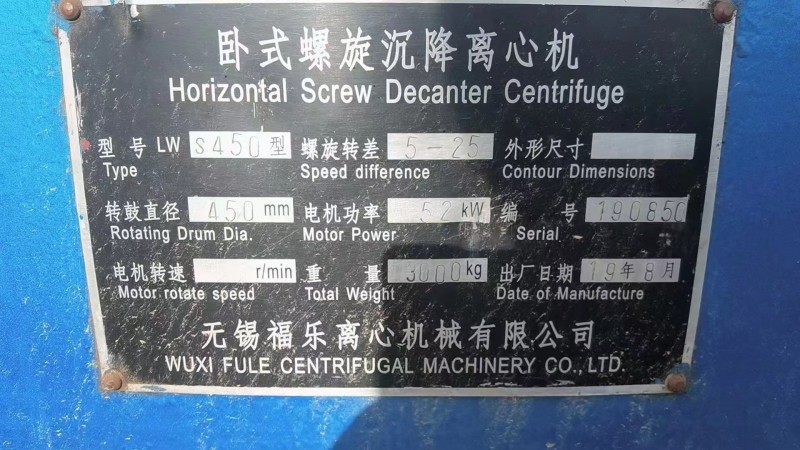 卧式螺旋沉降离心机
Horizontal Screw Decanter Centrifuge
型号 LW S450型 螺旋转差 5-25 外形尺寸
Type Speed difference Contour Dimensions
转鼓直径 450 mm 电机功率 52 kW 编号 190850
Rotating Drum Dia. Motor Power Serial
电机转速 r/min 重量 3000 kg 出厂日期 19年8月
Motor rotate speed Total Weight Date of Manufacture
无锡福乐离心机械有限公司
WUXI FULE CENTRIFUGAL MACHINERY CO.,LTD.